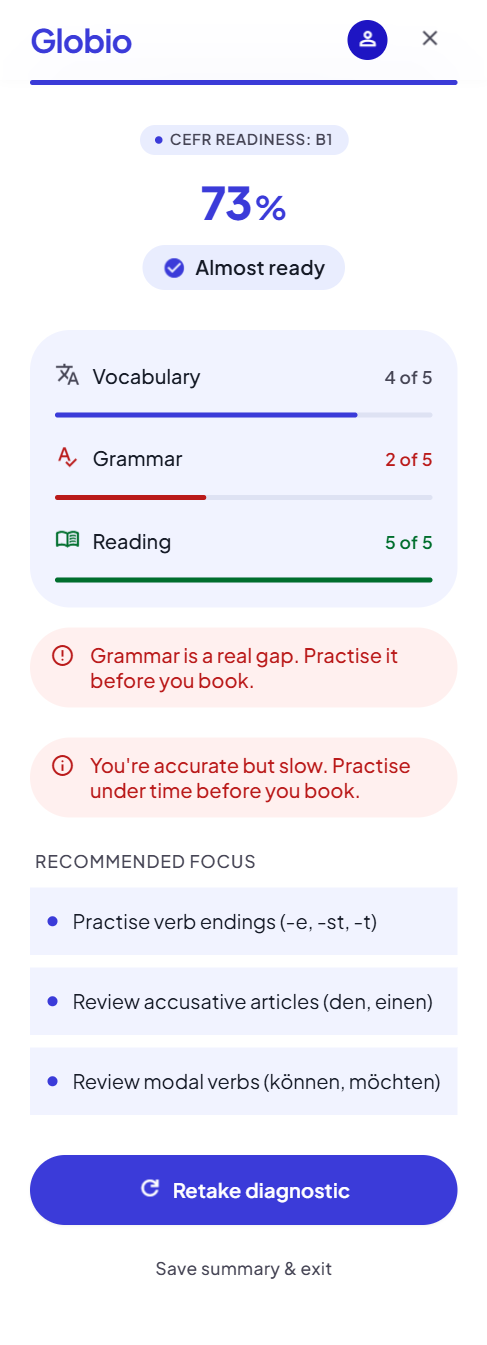 Globio
CEFR READINESS: B1
73%
Almost ready
Vocabulary 4 of 5
Grammar 2 of 5
Reading 5 of 5
Grammar is a real gap. Practise it
before you book.
You're accurate but slow. Practise
under time before you book.
RECOMMENDED FOCUS
Practise verb endings (-e, -st, -t)
Review accusative articles (den, einen)
Review modal verbs (können, möchten)
Retake diagnostic
Save summary & exit